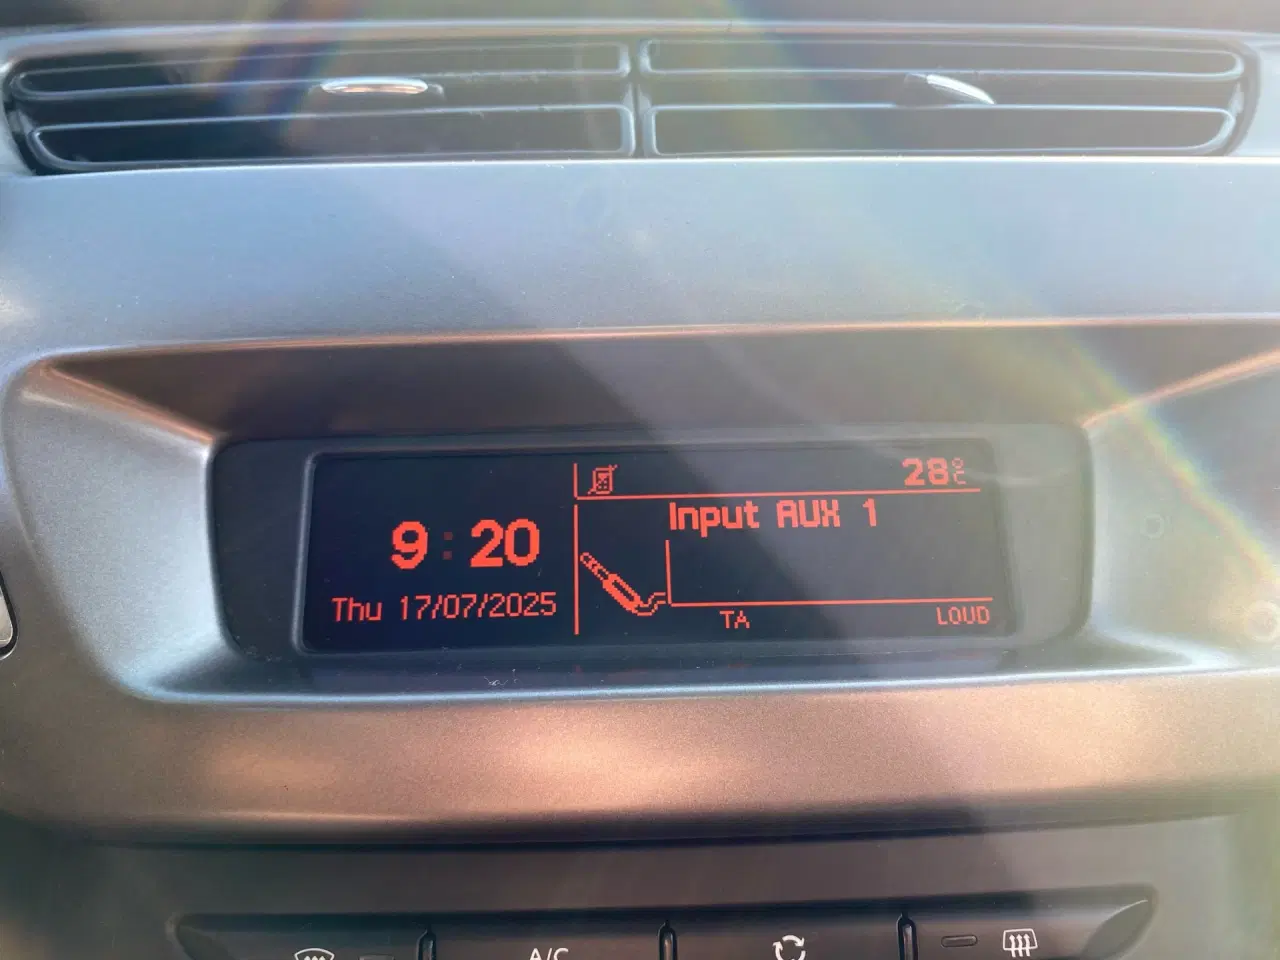 28°C
Input AUX 1
9:20
Thu 17/07/2025
TA
LOUD
A/C